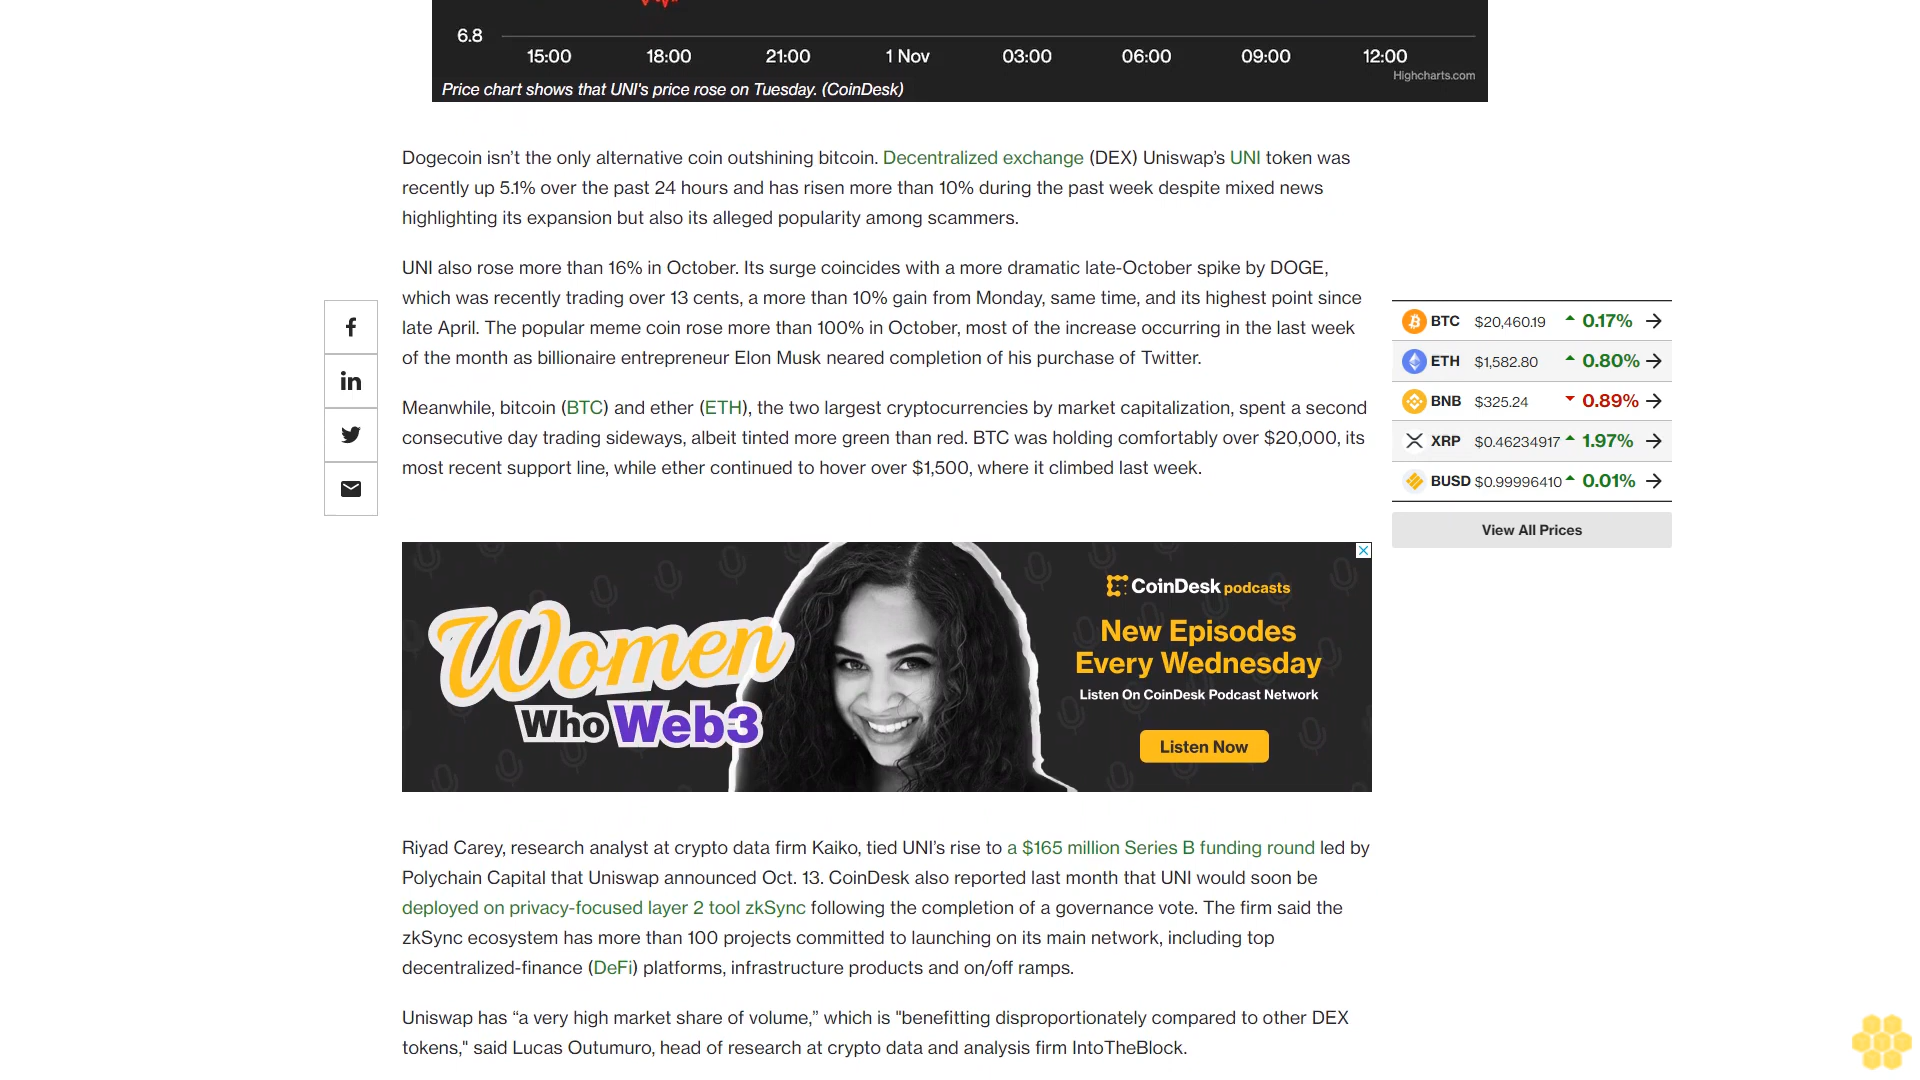 6.8
15:00 18:00 21:00 1 Nov 03:00 06:00 09:00 12:00
Highcharts.com
Price chart shows that UNI's price rose on Tuesday. (CoinDesk)
Dogecoin isn't the only alternative coin outshining bitcoin. Decentralized exchange (DEX) Uniswap's UNI token was
recently up 5.1% over the past 24 hours and has risen more than 10% during the past week despite mixed news
highlighting its expansion but also its alleged popularity among scammers.
UNI also rose more than 16% in October. Its surge coincides with a more dramatic late-October spike by DOGE,
which was recently trading over 13 cents, a more than 10% gain from Monday, same time, and its highest point since
late April. The popular meme coin rose more than 100% in October, most of the increase occurring in the last week
of the month as billionaire entrepreneur Elon Musk neared completion of his purchase of Twitter.
Meanwhile, bitcoin (BTC) and ether (ETH), the two largest cryptocurrencies by market capitalization, spent a second
consecutive day trading sideways, albeit tinted more green than red. BTC was holding comfortably over $20,000, its
most recent support line, while ether continued to hover over $1,500, where it climbed last week.
BTC $20,460.19 0.17%
ETH $1,582.80 0.80%
BNB $325.24 0.89%
XRP $0.46234917 1.97%
BUSD $0.99996410 0.01%
View All Prices
Women
Who Web3
CoinDesk podcasts
New Episodes
Every Wednesday
Listen On CoinDesk Podcast Network
Listen Now
Riyad Carey, research analyst at crypto data firm Kaiko, tied UNI's rise to a $165 million Series B funding round led by
Polychain Capital that Uniswap announced Oct. 13. CoinDesk also reported last month that UNI would soon be
deployed on privacy-focused layer 2 tool zkSync following the completion of a governance vote. The firm said the
zkSync ecosystem has more than 100 projects committed to launching on its main network, including top
decentralized-finance (DeFi) platforms, infrastructure products and on/off ramps.
Uniswap has “a very high market share of volume,” which is "benefitting disproportionately compared to other DEX
tokens," said Lucas Outumuro, head of research at crypto data and analysis firm IntoTheBlock.